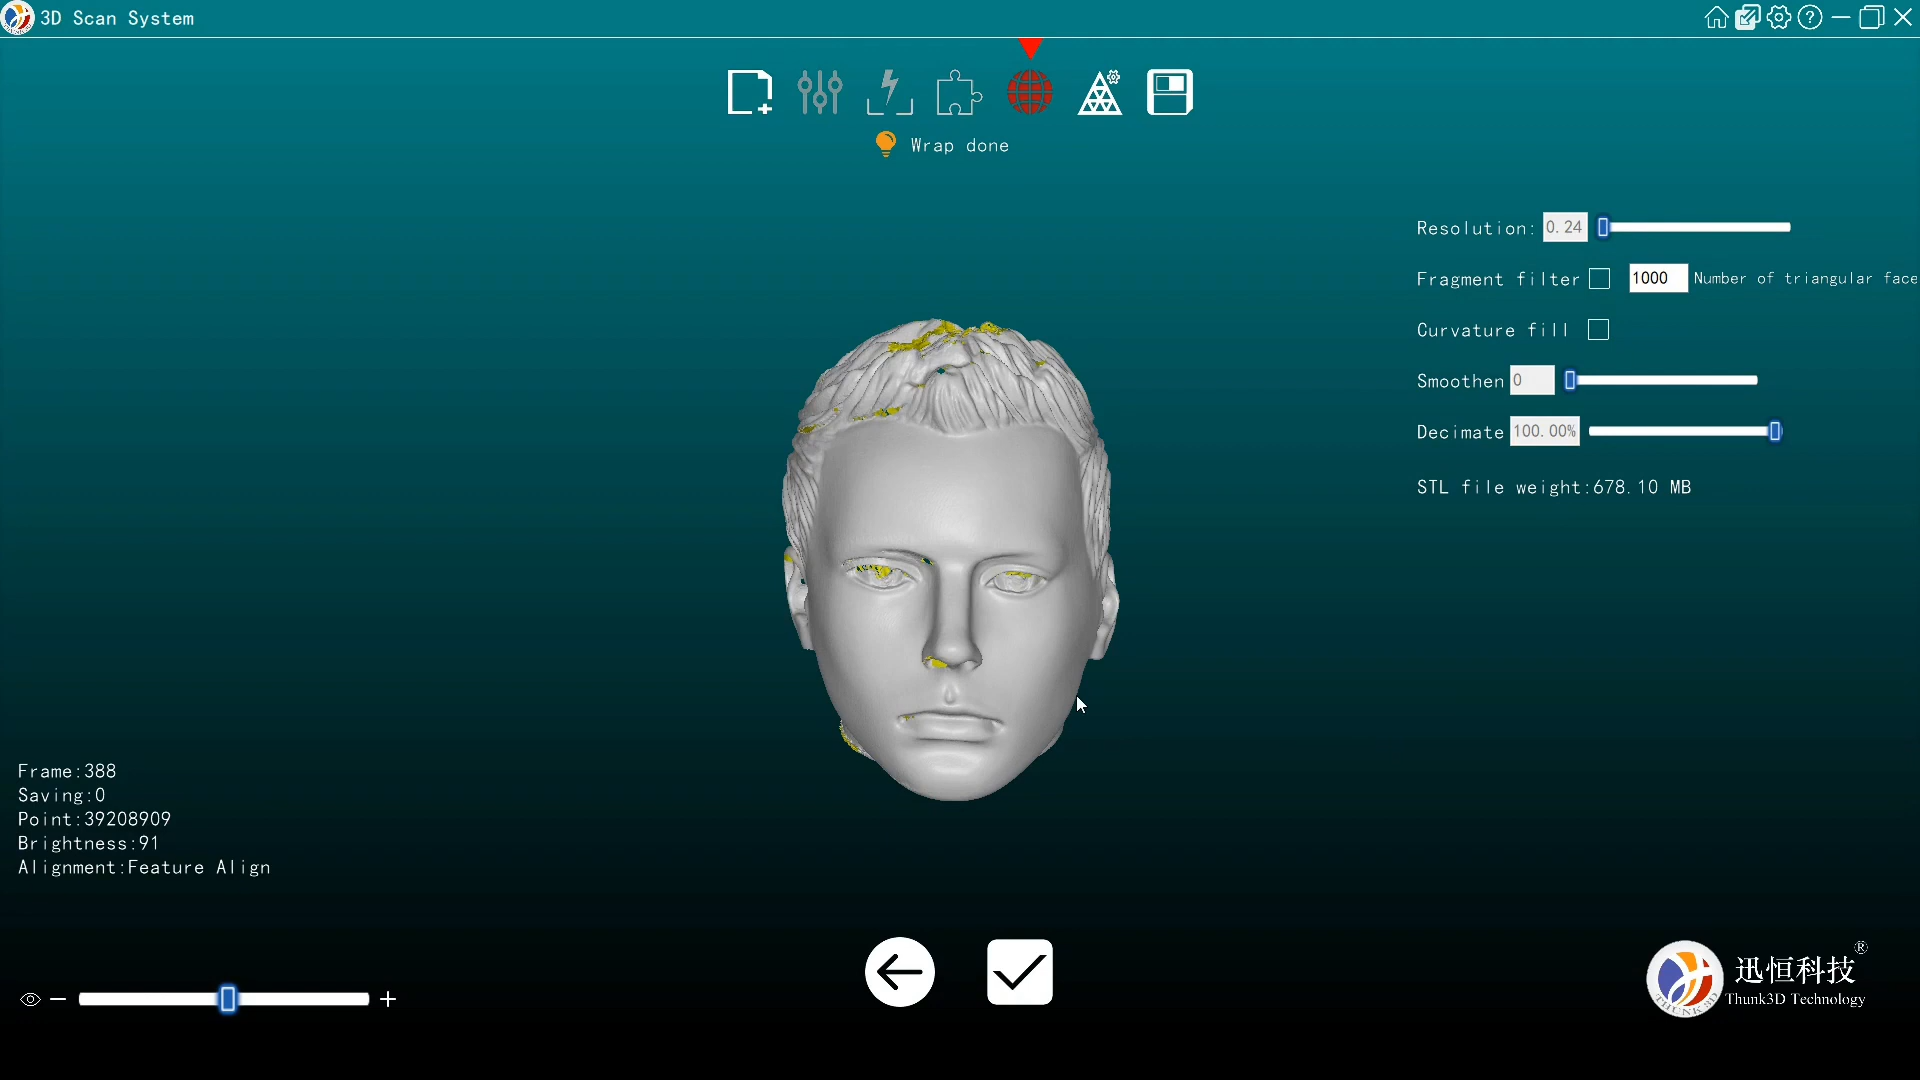 3D Scan System
Wrap done
Resolution: 0.24
Fragment filter 1000 Number of triangular face
Curvature fill
Smoothen 0
Decimate 100.00%
STL file weight:678.10 MB
Frame:388
Saving:0
Point:39208909
Brightness:91
Alignment:Feature Align
迅恒科技®
Thunk3D Technology
THUNK3D